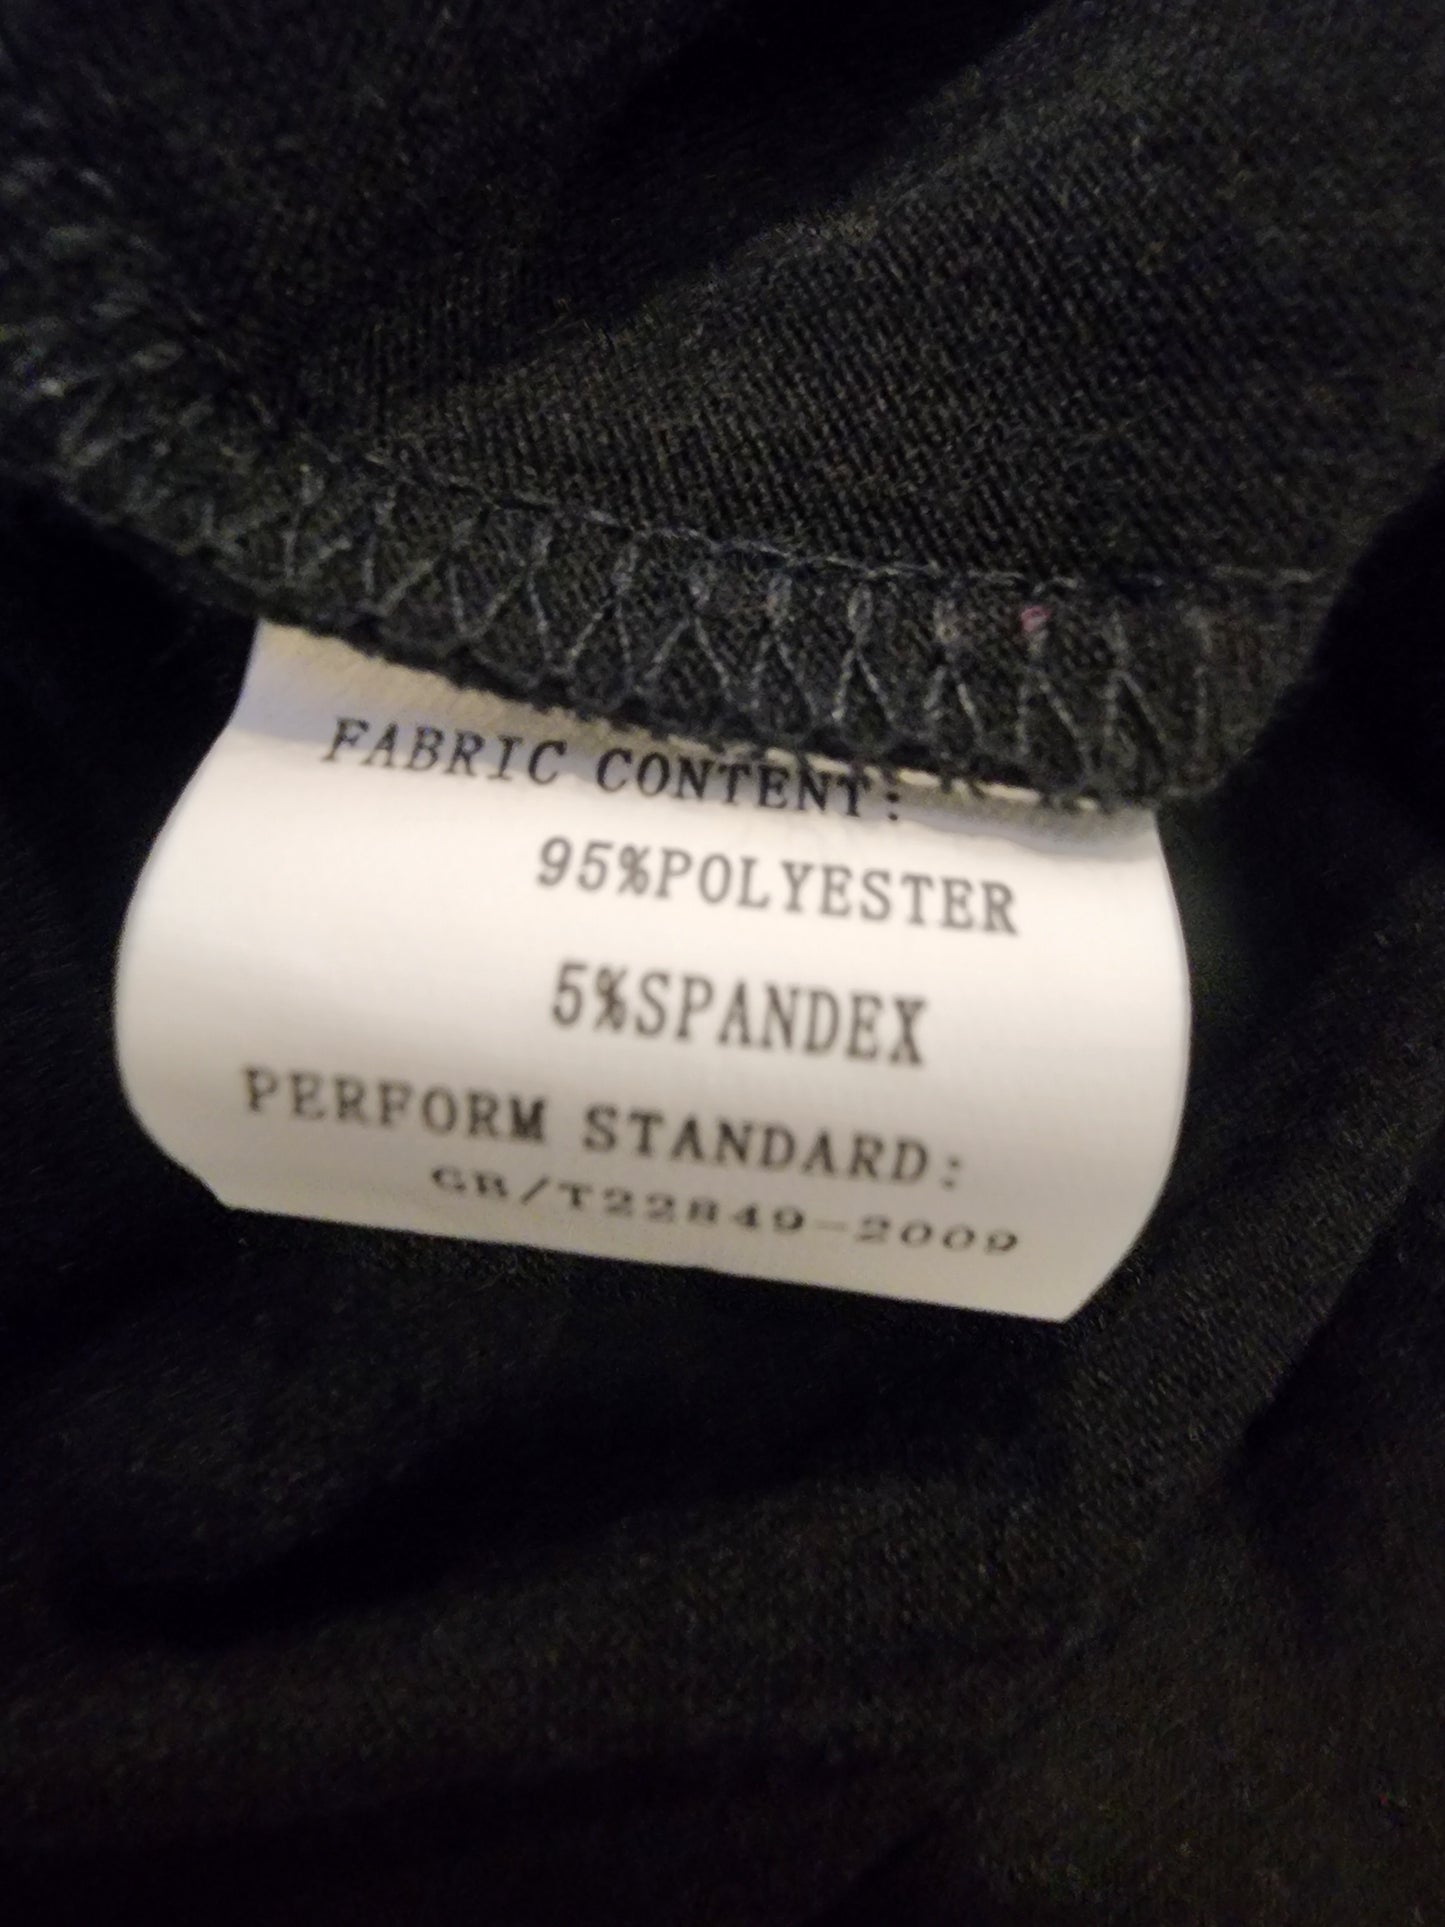 FABRIC CONTENT:
95%POLYESTER
5%SPANDEX
PERFORM STANDARD:
GB/T22849-2009